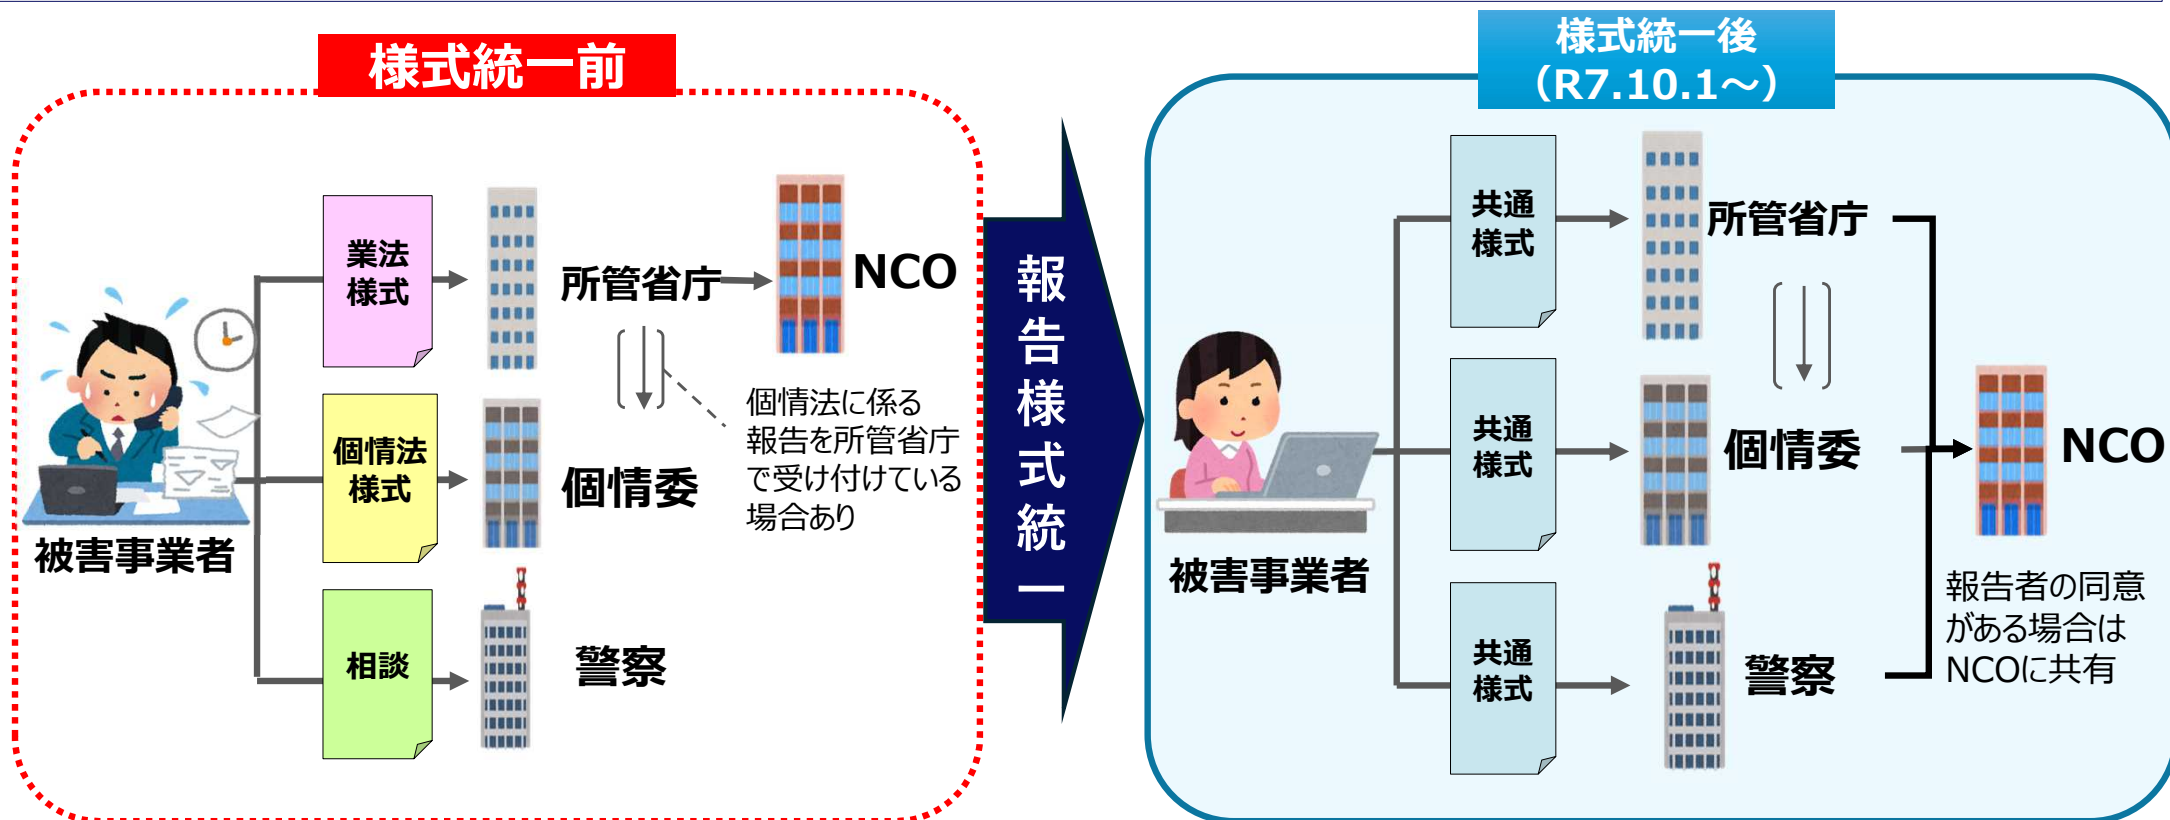 様式統一前
業法
様式
所管省庁
NCO
個情法に係る
報告を所管省庁
で受け付けている
場合あり
個情法
様式
個情委
被害事業者
相談
警察
報告様式統一
様式統一後
（R7.10.1～）
共通
様式
所管省庁
共通
様式
個情委
NCO
被害事業者
共通
様式
警察
報告者の同意
がある場合は
NCOに共有